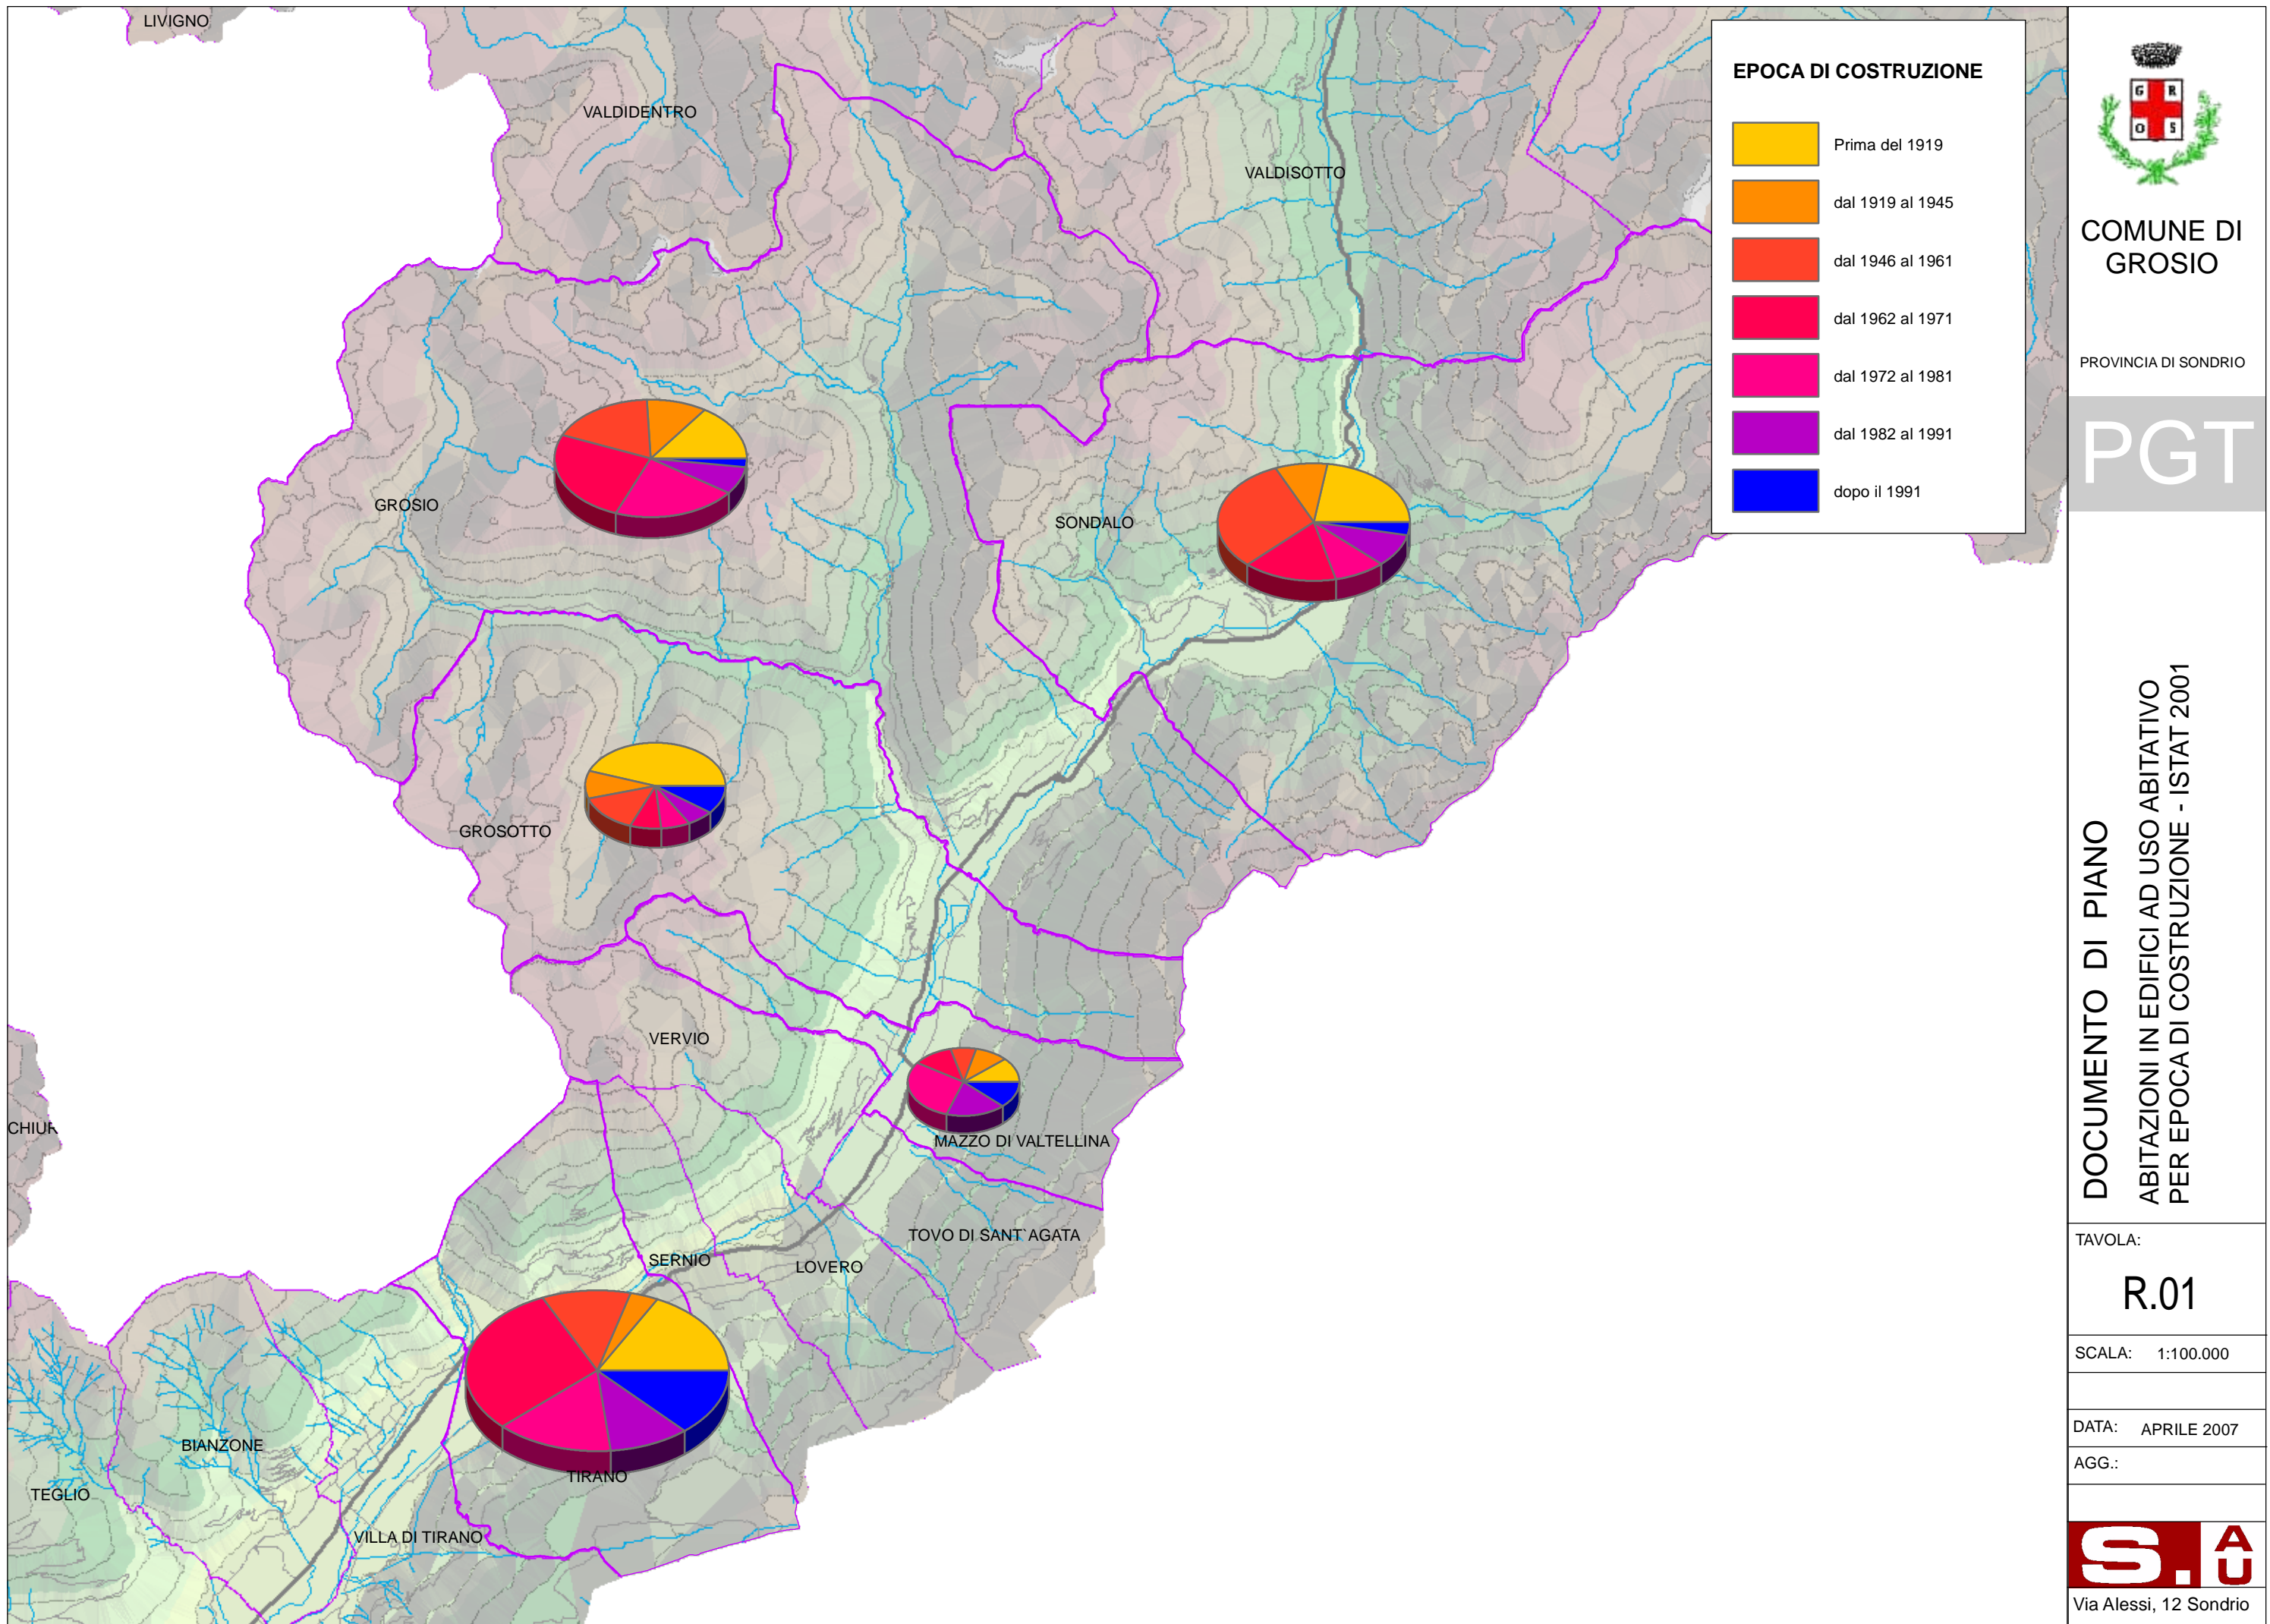 LIVIGNO
VALDIDENTRO
VALDISOTTO
GROSIO
SONDALO
GROSOTTO
VERVIO
CHIUR
MAZZO DI VALTELLINA
TOVO DI SANT`AGATA
SERNIO
LOVERO
TIRANO
BIANZONE
TEGLIO
VILLA DI TIRANO
EPOCA DI COSTRUZIONE
Prima del 1919
dal 1919 al 1945
dal 1946 al 1961
dal 1962 al 1971
dal 1972 al 1981
dal 1982 al 1991
dopo il 1991
G R
O S
COMUNE DI
GROSIO
PROVINCIA DI SONDRIO
PGT
DOCUMENTO DI PIANO
ABITAZIONI IN EDIFICI AD USO ABITATIVO
PER EPOCA DI COSTRUZIONE - ISTAT 2001
TAVOLA:
R.01
SCALA: 1:100.000
DATA: APRILE 2007
AGG.:
S. AU
Via Alessi, 12 Sondrio